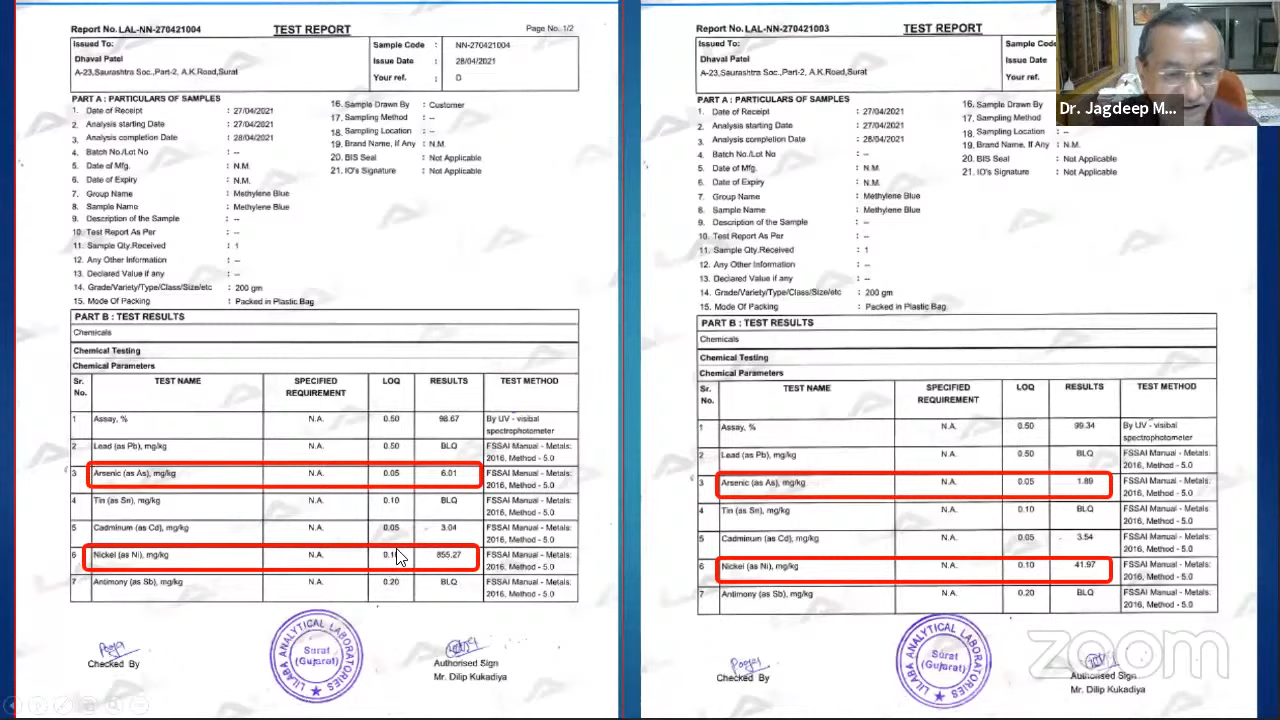 Report No. LAL-NN-270421004 TEST REPORT Page No. 1/2
Issued To:
Dhaval Patel
A-23,Saurashtra Soc.,Part-2, A.K.Road,Surat
Sample Code : NN-270421004
Issue Date : 28/04/2021
Your ref. : D
PART A : PARTICULARS OF SAMPLES
1. Date of Receipt : 27/04/2021
2. Analysis starting Date : 27/04/2021
3. Analysis completion Date : 28/04/2021
4. Batch No./Lot No : --
5. Date of Mfg. : N.M.
6. Date of Expiry : N.M.
7. Group Name : Methylene Blue
8. Sample Name : Methylene Blue
9. Description of the Sample : --
10. Test Report As Per : --
11. Sample Qty.Received : 1
12. Any Other Information : --
13. Declared Value if any : --
14. Grade/Variety/Type/Class/Size/etc : 200 gm
15. Mode Of Packing : Packed in Plastic Bag
16. Sample Drawn By : Customer
17. Sampling Method : --
18. Sampling Location : --
19. Brand Name, If Any : N.M.
20. BIS Seal : Not Applicable
21. IO's Signature : Not Applicable
PART B : TEST RESULTS
Chemicals
Chemical Testing
Chemical Parameters
Sr. No. TEST NAME SPECIFIED REQUIREMENT LOQ RESULTS TEST METHOD
1 Assay, % N.A. 0.50 98.67 By UV - visibal spectrophotometer
2 Lead (as Pb), mg/kg N.A. 0.50 BLQ FSSAI Manual - Metals: 2016, Method - 5.0
3 Arsenic (as As), mg/kg N.A. 0.05 6.01 FSSAI Manual - Metals: 2016, Method - 5.0
4 Tin (as Sn), mg/kg N.A. 0.10 BLQ FSSAI Manual - Metals: 2016, Method - 5.0
5 Cadminum (as Cd), mg/kg N.A. 0.05 3.04 FSSAI Manual - Metals: 2016, Method - 5.0
6 Nickel (as Ni), mg/kg N.A. 0.10 855.27 FSSAI Manual - Metals: 2016, Method - 5.0
7 Antimony (as Sb), mg/kg N.A. 0.20 BLQ FSSAI Manual - Metals: 2016, Method - 5.0
Pooja
Checked By
LILABA ANALYTICAL LABORATORIES
Surat
(Gujarat)
Authorised Sign
Mr. Dilip Kukadiya
Report No. LAL-NN-270421003 TEST REPORT
Issued To:
Dhaval Patel
A-23,Saurashtra Soc.,Part-2, A.K.Road,Surat
Sample Code
Issue Date
Your ref.
PART A : PARTICULARS OF SAMPLES
1. Date of Receipt : 27/04/2021
2. Analysis starting Date : 27/04/2021
3. Analysis completion Date : 28/04/2021
4. Batch No./Lot No : --
5. Date of Mfg. : N.M.
6. Date of Expiry : N.M.
7. Group Name : Methylene Blue
8. Sample Name : Methylene Blue
9. Description of the Sample : --
10. Test Report As Per : --
11. Sample Qty.Received : 1
12. Any Other Information : --
13. Declared Value if any : --
14. Grade/Variety/Type/Class/Size/etc : 200 gm
15. Mode Of Packing : Packed in Plastic Bag
16. Sample Drawn By
17. Sampling Method
18. Sampling Location : --
19. Brand Name, If Any : N.M.
20. BIS Seal : Not Applicable
21. IO's Signature : Not Applicable
PART B : TEST RESULTS
Chemicals
Chemical Testing
Chemical Parameters
Sr. No. TEST NAME SPECIFIED REQUIREMENT LOQ RESULTS TEST METHOD
1 Assay, % N.A. 0.50 99.34 By UV - visibal spectrophotometer
2 Lead (as Pb), mg/kg N.A. 0.50 BLQ FSSAI Manual - Metals: 2016, Method - 5.0
3 Arsenic (as As), mg/kg N.A. 0.05 1.89 FSSAI Manual - Metals: 2016, Method - 5.0
4 Tin (as Sn), mg/kg N.A. 0.10 BLQ FSSAI Manual - Metals: 2016, Method - 5.0
5 Cadminum (as Cd), mg/kg N.A. 0.05 3.54 FSSAI Manual - Metals: 2016, Method - 5.0
6 Nickel (as Ni), mg/kg N.A. 0.10 41.97 FSSAI Manual - Metals: 2016, Method - 5.0
7 Antimony (as Sb), mg/kg N.A. 0.20 BLQ FSSAI Manual - Metals: 2016, Method - 5.0
Pooja
Checked By
LILABA ANALYTICAL LABORATORIES
Surat
(Gujarat)
Authorised Sign
Mr. Dilip Kukadiya
Dr. Jagdeep M...
zoom